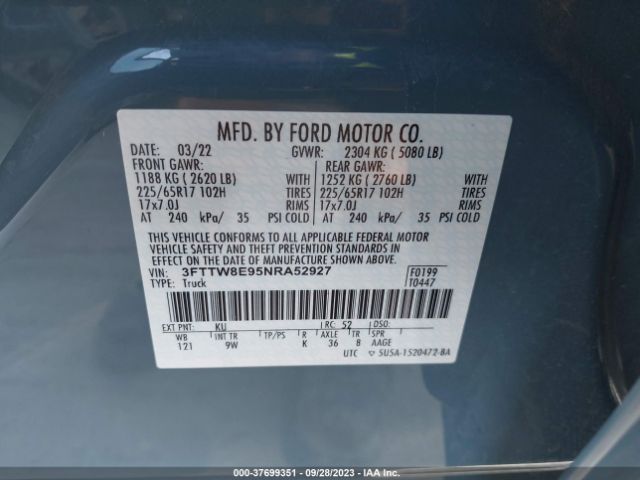 MFD. BY FORD MOTOR CO.
DATE: 03/22 GVWR: 2304 KG ( 5080 LB)
FRONT GAWR: REAR GAWR:
1188 KG ( 2620 LB) WITH 1252 KG ( 2760 LB) WITH
225/65R17 102H TIRES 225/65R17 102H TIRES
17x7.0J RIMS 17x7.0J RIMS
AT 240 kPa/ 35 PSI COLD AT 240 kPa/ 35 PSI COLD
THIS VEHICLE CONFORMS TO ALL APPLICABLE FEDERAL MOTOR
VEHICLE SAFETY AND THEFT PREVENTION STANDARDS IN
EFFECT ON THE DATE OF MANUFACTURE SHOWN ABOVE.
VIN: 3FTTW8E95NRA52927 F0199
TYPE: Truck T0447
EXT PNT: KU RC: 52 DSO:
WB INT TR TP/PS R AXLE TR SPR
121 9W K 36 8 AAGE
UTC 5U5A-1520472-BA
000-37699351 | 09/28/2023 | IAA Inc.